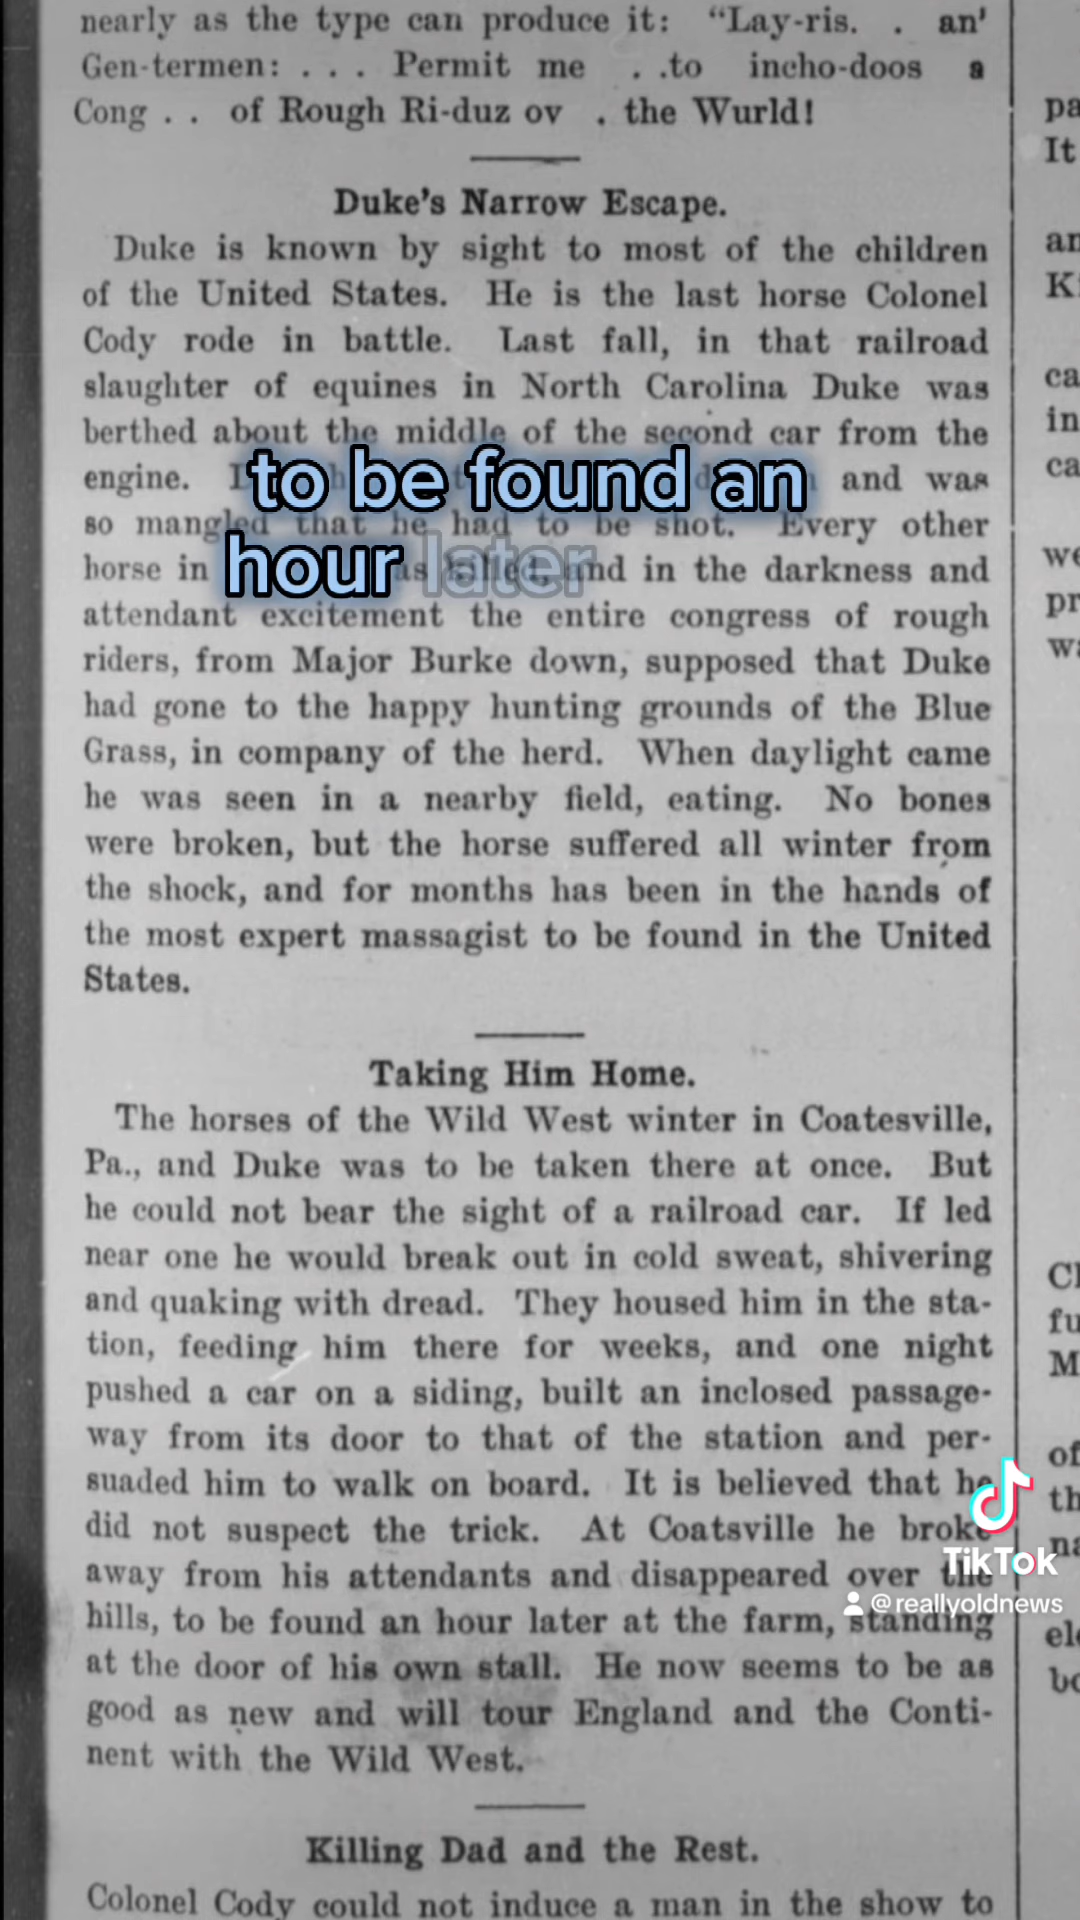 nearly as the type can produce it: "Lay-ris. . an'
Gen-termen: . . . Permit me . .to incho-doos a
Cong . . of Rough Ri-duz ov . the Wurld!
Duke's Narrow Escape.
Duke is known by sight to most of the children
of the United States. He is the last horse Colonel
Cody rode in battle. Last fall, in that railroad
slaughter of equines in North Carolina Duke was
berthed about the middle of the second car from the
engine. and was
to be found an
so mangled that he had to be shot. Every other
horse in killed, and in the darkness and
hour later
attendant excitement the entire congress of rough
riders, from Major Burke down, supposed that Duke
had gone to the happy hunting grounds of the Blue
Grass, in company of the herd. When daylight came
he was seen in a nearby field, eating. No bones
were broken, but the horse suffered all winter from
the shock, and for months has been in the hands of
the most expert massagist to be found in the United
States.
Taking Him Home.
The horses of the Wild West winter in Coatesville,
Pa., and Duke was to be taken there at once. But
he could not bear the sight of a railroad car. If led
near one he would break out in cold sweat, shivering
and quaking with dread. They housed him in the sta-
tion, feeding him there for weeks, and one night
pushed a car on a siding, built an inclosed passage-
way from its door to that of the station and per-
suaded him to walk on board. It is believed that he
did not suspect the trick. At Coatsville he broke
away from his attendants and disappeared over the
hills, to be found an hour later at the farm, standing
at the door of his own stall. He now seems to be as
good as new and will tour England and the Conti-
nent with the Wild West.
Killing Dad and the Rest.
Colonel Cody could not induce a man in the show to
TikTok
@reallyoldnews
pa
It
an
K
ca
in
ca
we
pr
wa
Cl
fu
M
of
th
na
ele
bo